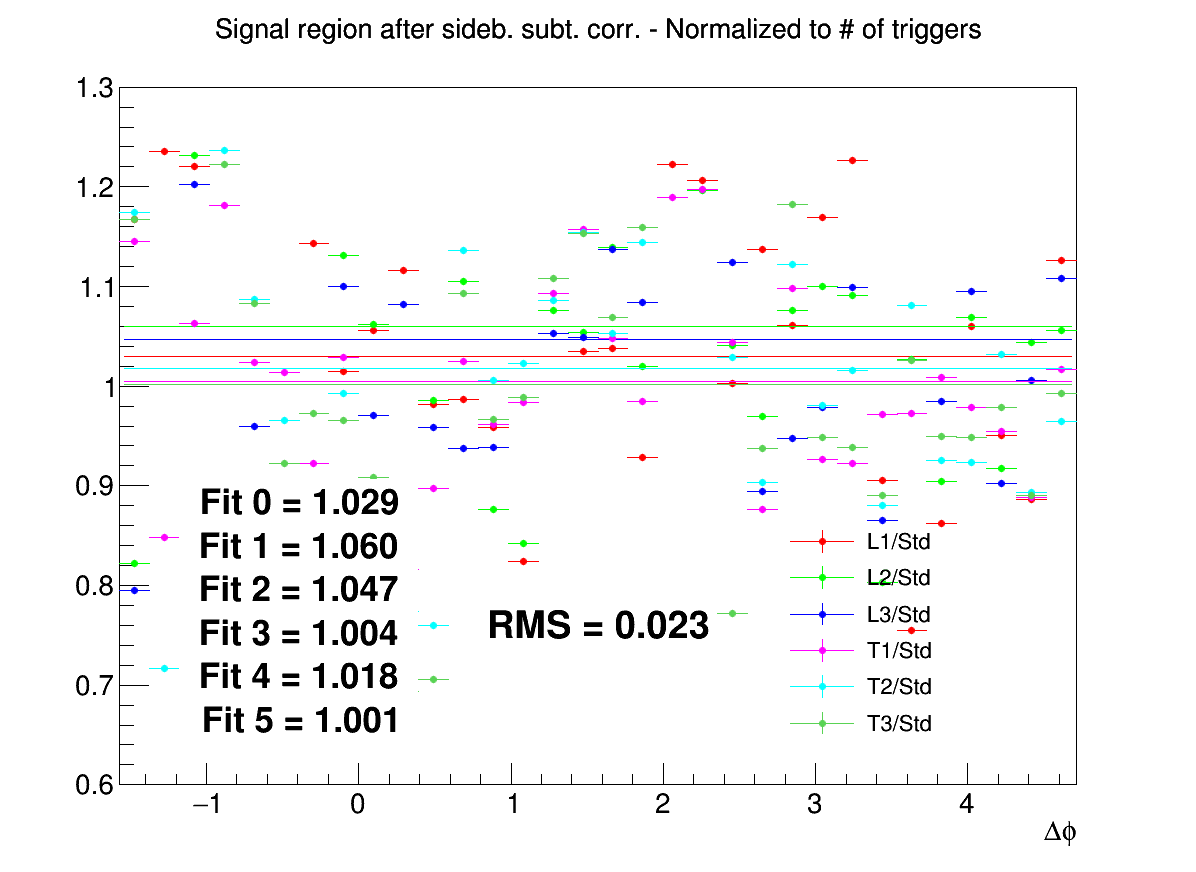 Signal region after sideb. subt. corr. - Normalized to # of triggers
1.3
1.2
1.1
1
0.9
0.8
0.7
0.6
Fit 0 = 1.029
Fit 1 = 1.060
Fit 2 = 1.047
Fit 3 = 1.004
Fit 4 = 1.018
Fit 5 = 1.001
RMS = 0.023
L1/Std
L2/Std
L3/Std
T1/Std
T2/Std
T3/Std
−1 0 1 2 3 4
Δϕ